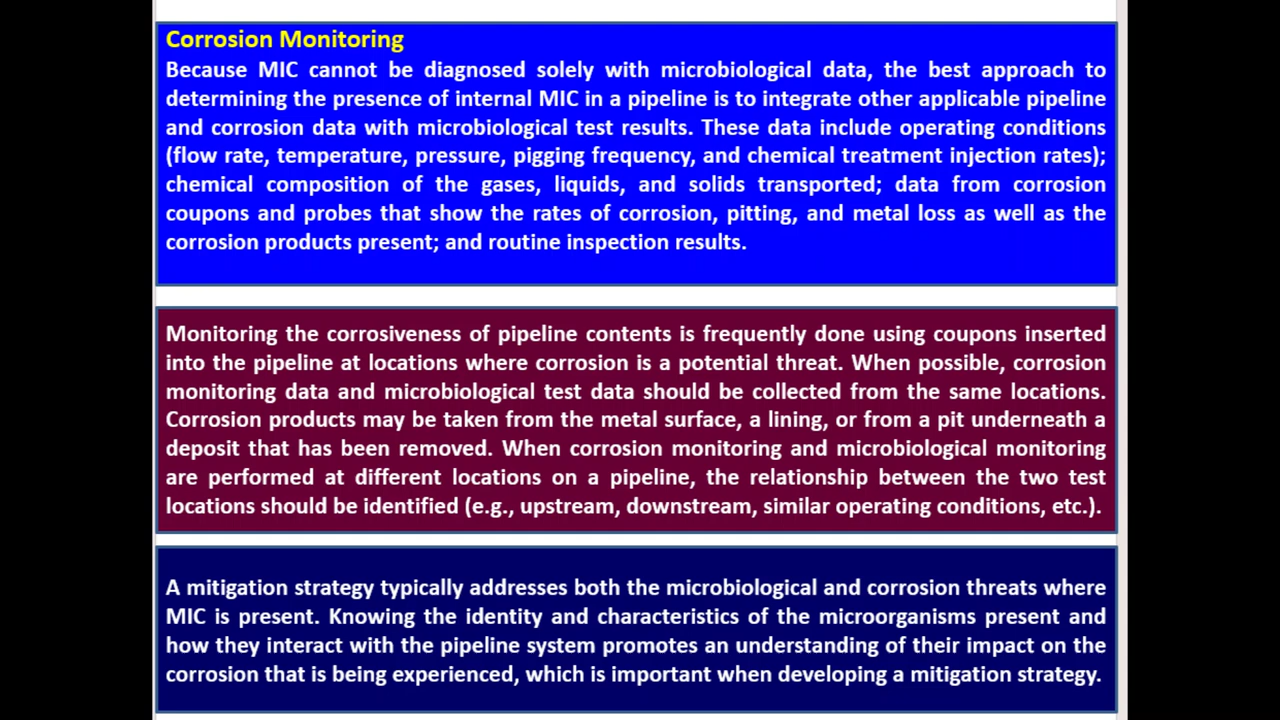 Corrosion Monitoring
Because MIC cannot be diagnosed solely with microbiological data, the best approach to
determining the presence of internal MIC in a pipeline is to integrate other applicable pipeline
and corrosion data with microbiological test results. These data include operating conditions
(flow rate, temperature, pressure, pigging frequency, and chemical treatment injection rates);
chemical composition of the gases, liquids, and solids transported; data from corrosion
coupons and probes that show the rates of corrosion, pitting, and metal loss as well as the
corrosion products present; and routine inspection results.
Monitoring the corrosiveness of pipeline contents is frequently done using coupons inserted
into the pipeline at locations where corrosion is a potential threat. When possible, corrosion
monitoring data and microbiological test data should be collected from the same locations.
Corrosion products may be taken from the metal surface, a lining, or from a pit underneath a
deposit that has been removed. When corrosion monitoring and microbiological monitoring
are performed at different locations on a pipeline, the relationship between the two test
locations should be identified (e.g., upstream, downstream, similar operating conditions, etc.).
A mitigation strategy typically addresses both the microbiological and corrosion threats where
MIC is present. Knowing the identity and characteristics of the microorganisms present and
how they interact with the pipeline system promotes an understanding of their impact on the
corrosion that is being experienced, which is important when developing a mitigation strategy.